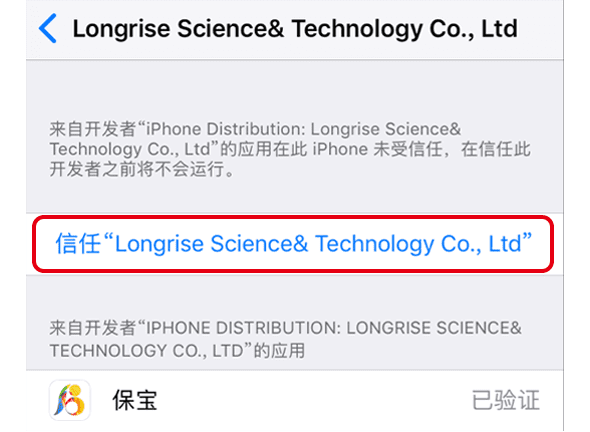 Longrise Science& Technology Co., Ltd
来自开发者“iPhone Distribution: Longrise Science&
Technology Co., Ltd”的应用在此 iPhone 未受信任，在信任此
开发者之前将不会运行。
信任“Longrise Science& Technology Co., Ltd”
来自开发者“IPHONE DISTRIBUTION: LONGRISE SCIENCE&
TECHNOLOGY CO., LTD”的应用
保宝 已验证